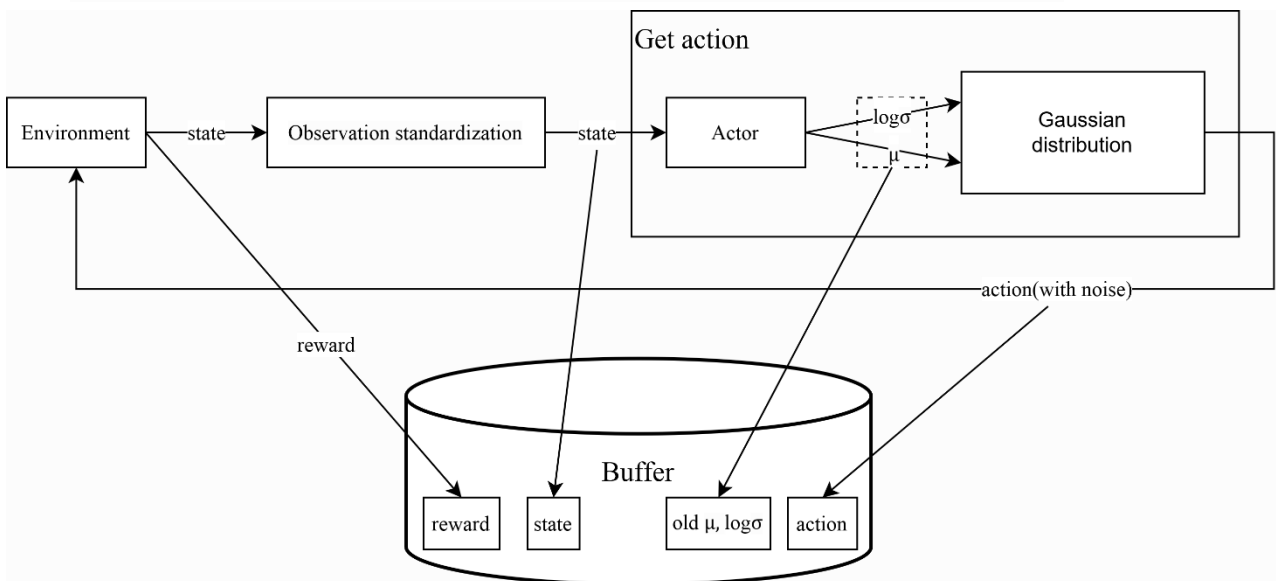 Get action
Environment
state
Observation standardization
state
Actor
logσ
μ
Gaussian
distribution
action(with noise)
reward
Buffer
reward
state
old μ, logσ
action